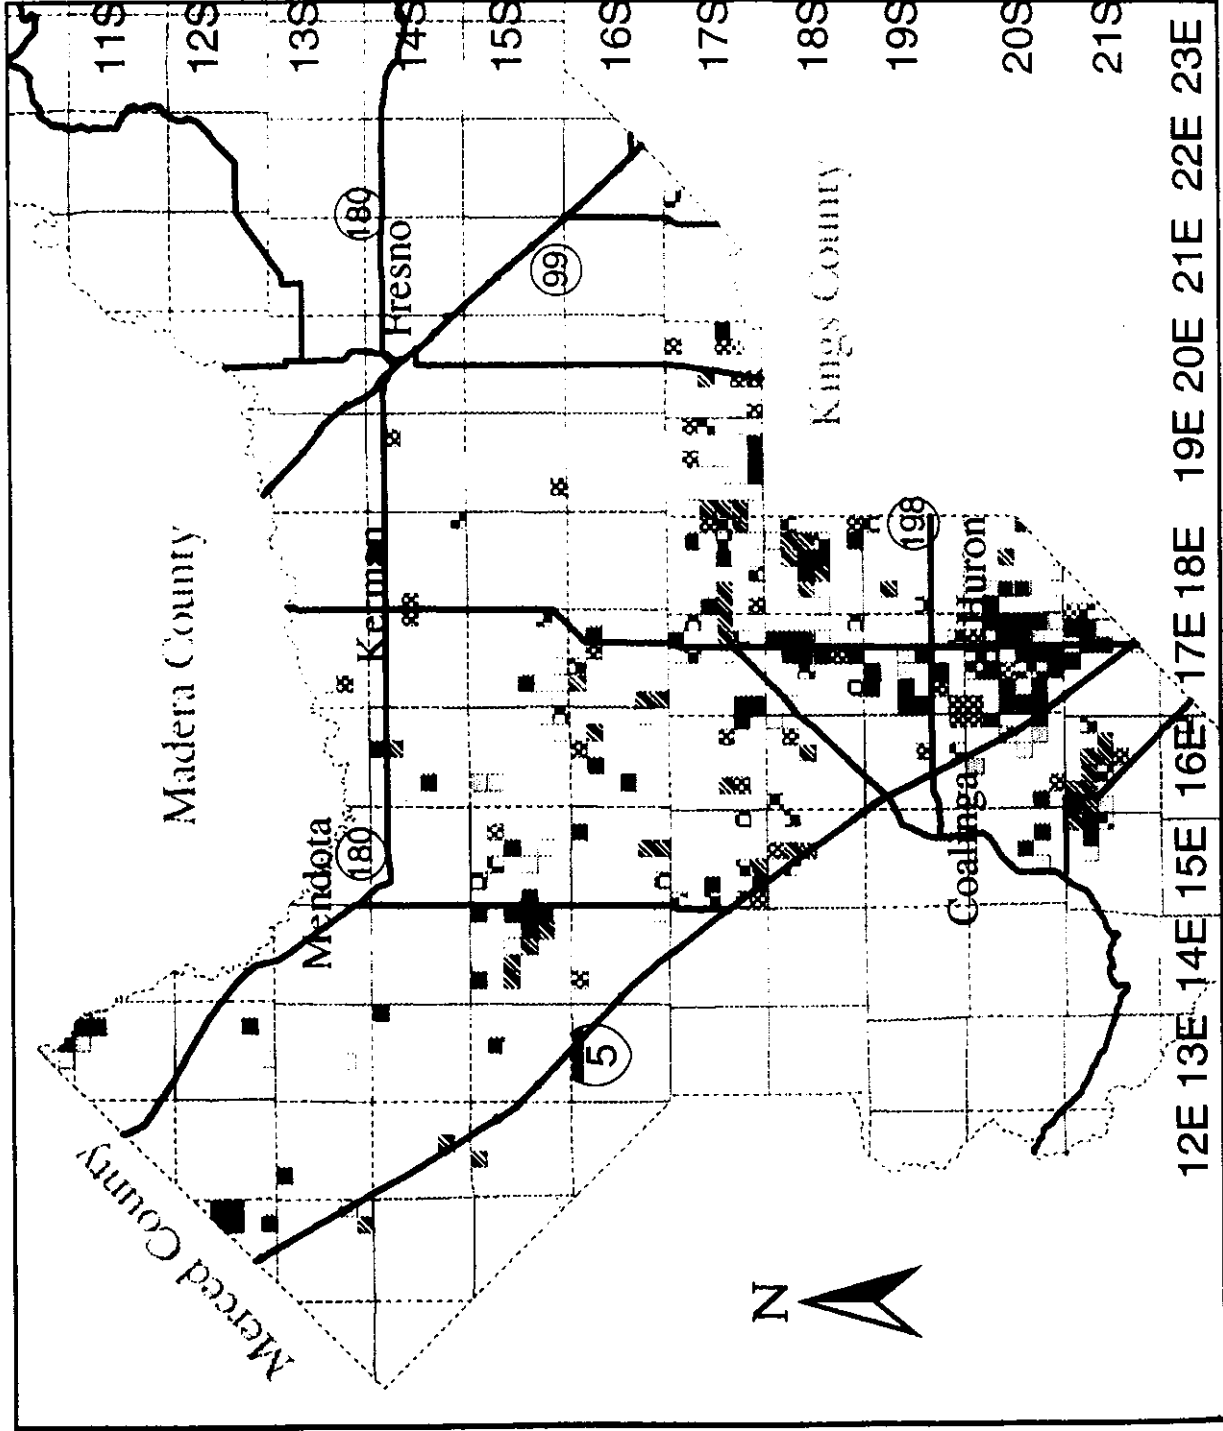 11S
12S
13S
14S
15S
16S
17S
18S
19S
20S
21S
Madera County
Merced County
Kings County
180
Fresno
99
Kerman
Mendota
180
5
198
Huron
Coalinga
N
12E 13E 14E 15E 16E 17E 18E 19E 20E 21E 22E 23E